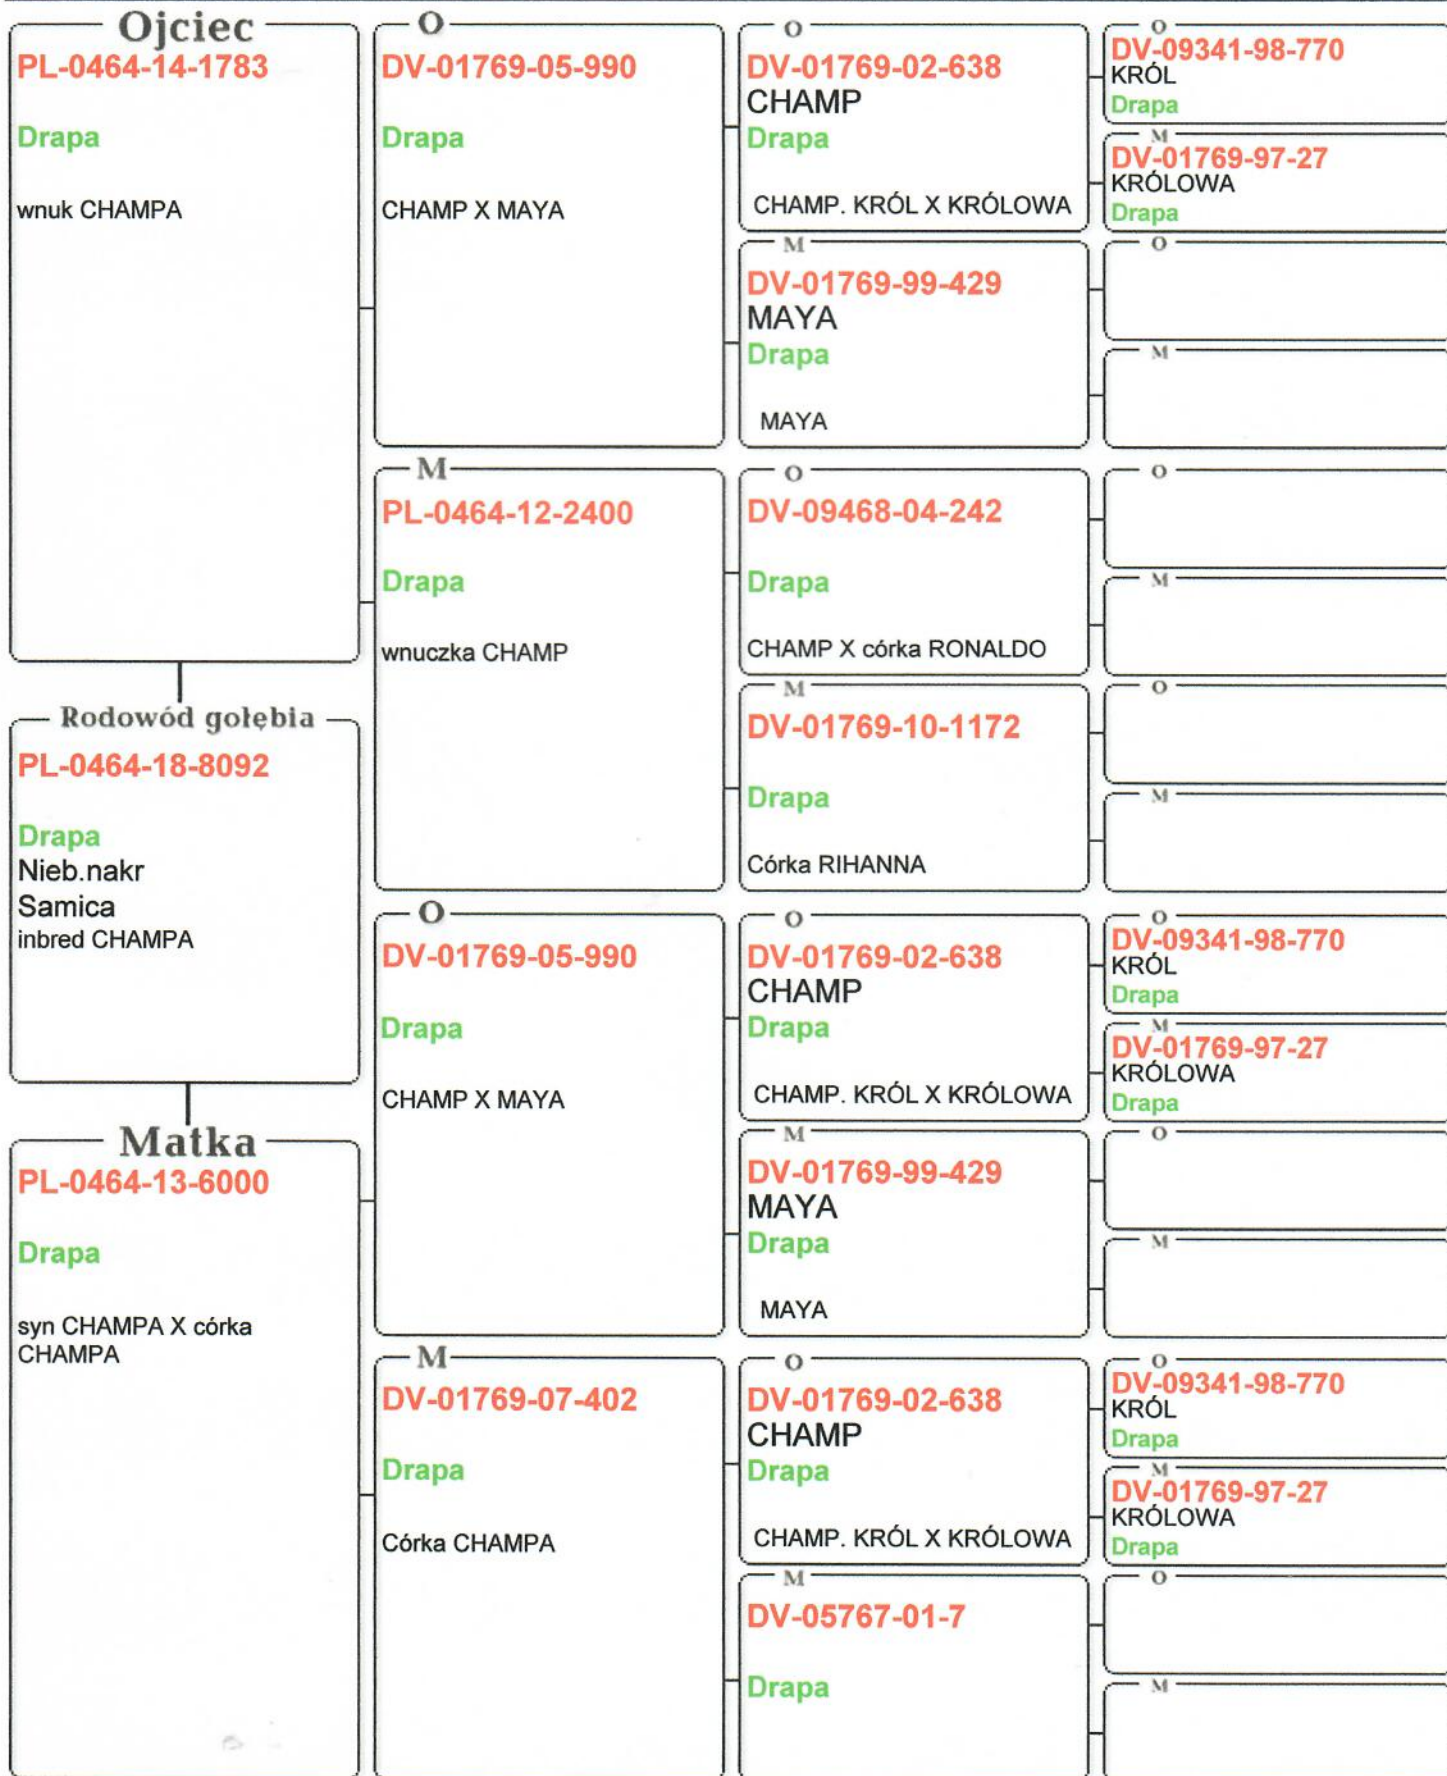 Ojciec
PL-0464-14-1783
Drapa
wnuk CHAMPA
Rodowód gołębia
PL-0464-18-8092
Drapa
Nieb.nakr
Samica
inbred CHAMPA
Matka
PL-0464-13-6000
Drapa
syn CHAMPA X córka
CHAMPA
O
DV-01769-05-990
Drapa
CHAMP X MAYA
M
PL-0464-12-2400
Drapa
wnuczka CHAMP
O
DV-01769-05-990
Drapa
CHAMP X MAYA
M
DV-01769-07-402
Drapa
Córka CHAMPA
O
DV-01769-02-638
CHAMP
Drapa
CHAMP. KRÓL X KRÓLOWA
M
DV-01769-99-429
MAYA
Drapa
MAYA
O
DV-09468-04-242
Drapa
CHAMP X córka RONALDO
M
DV-01769-10-1172
Drapa
Córka RIHANNA
O
DV-01769-02-638
CHAMP
Drapa
CHAMP. KRÓL X KRÓLOWA
M
DV-01769-99-429
MAYA
Drapa
MAYA
O
DV-01769-02-638
CHAMP
Drapa
CHAMP. KRÓL X KRÓLOWA
M
DV-05767-01-7
Drapa
O
DV-09341-98-770
KRÓL
Drapa
M
DV-01769-97-27
KRÓLOWA
Drapa
O
M
O
M
O
M
O
DV-09341-98-770
KRÓL
Drapa
M
DV-01769-97-27
KRÓLOWA
Drapa
O
M
O
DV-09341-98-770
KRÓL
Drapa
M
DV-01769-97-27
KRÓLOWA
Drapa
O
M